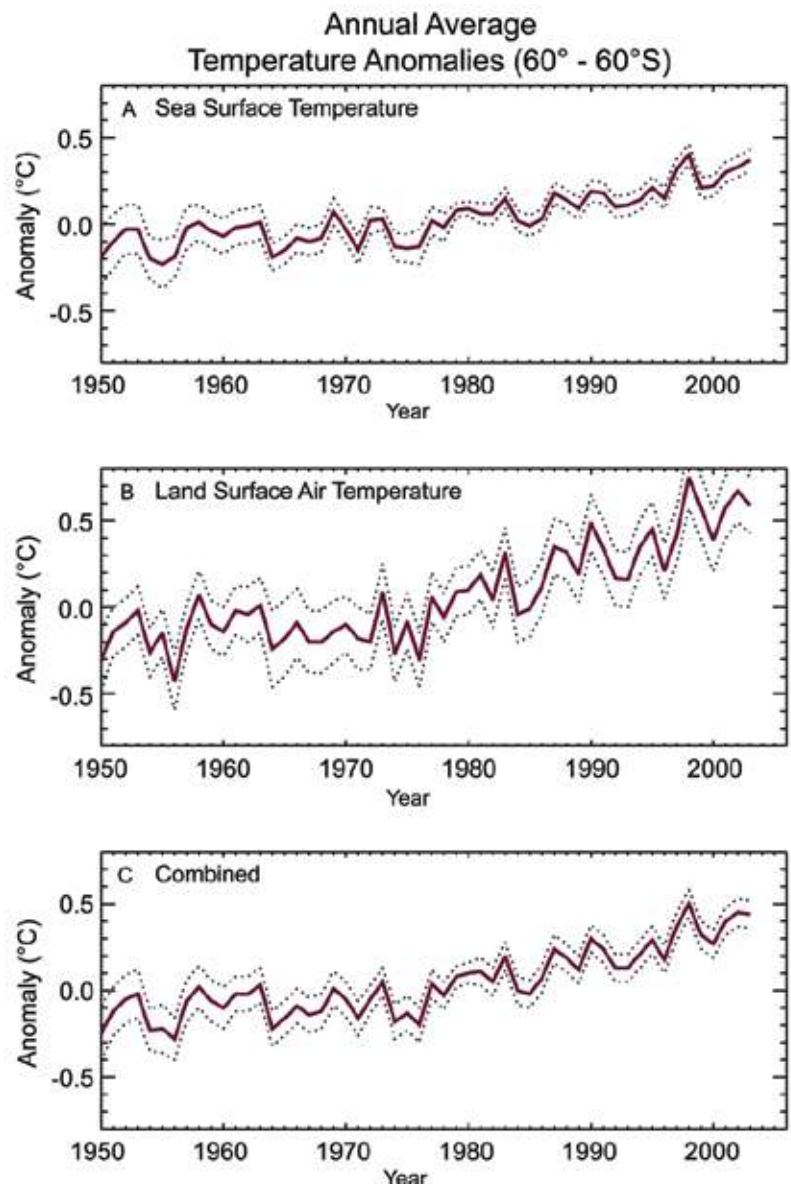 Annual Average
Temperature Anomalies (60° - 60°S)
A Sea Surface Temperature
0.5
0.0
-0.5
Anomaly (°C)
1950 1960 1970 1980 1990 2000
Year
B Land Surface Air Temperature
0.5
0.0
-0.5
Anomaly (°C)
1950 1960 1970 1980 1990 2000
Year
C Combined
0.5
0.0
-0.5
Anomaly (°C)
1950 1960 1970 1980 1990 2000
Year